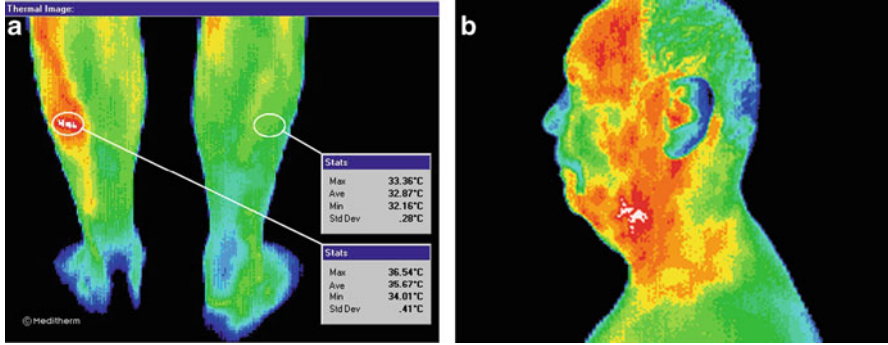 Thermal Image:
a
b
Stats
Max 33.36°C
Ave 32.87°C
Min 32.16°C
Std Dev .28°C
Stats
Max 36.54°C
Ave 35.67°C
Min 34.01°C
Std Dev .41°C
©Meditherm